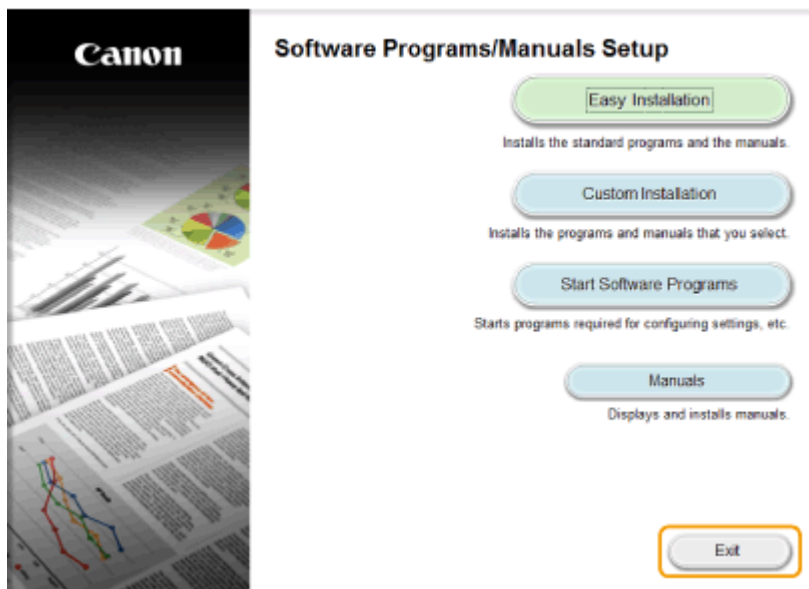 Canon
Software Programs/Manuals Setup
Easy Installation
Installs the standard programs and the manuals.
Custom Installation
Installs the programs and manuals that you select.
Start Software Programs
Starts programs required for configuring settings, etc.
Manuals
Displays and installs manuals.
Exit